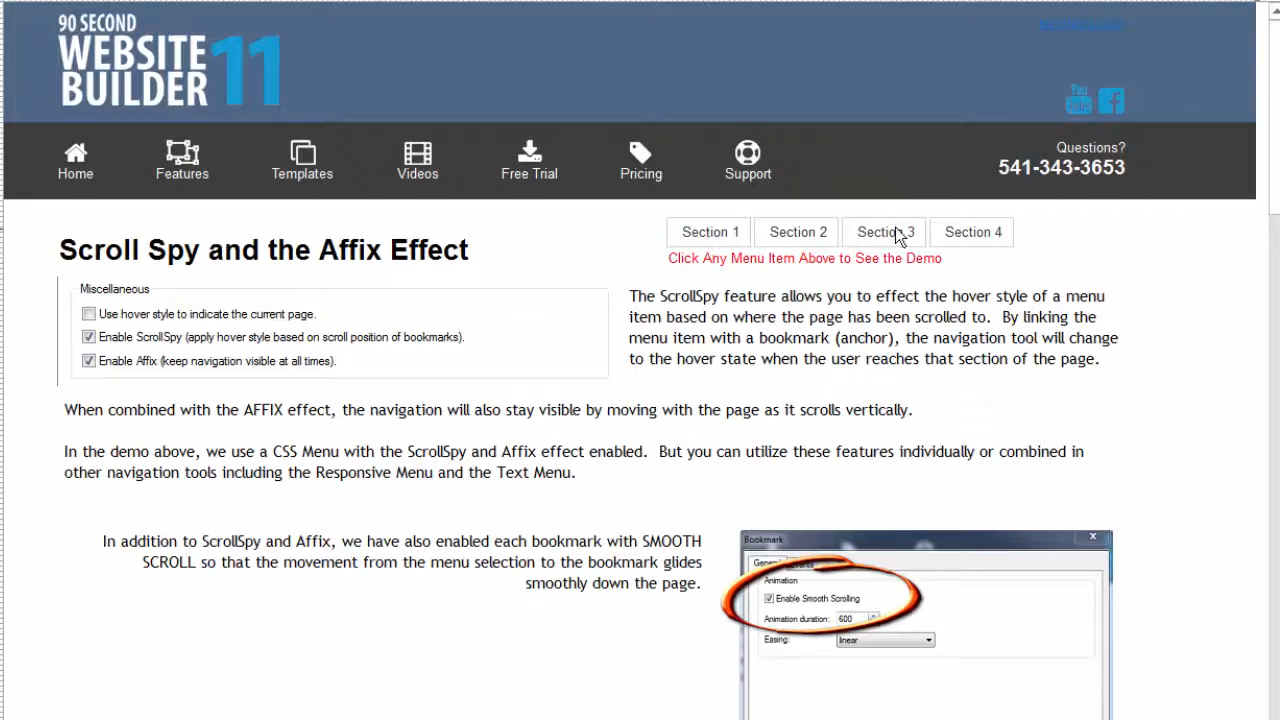 90 SECOND
WEBSITE
BUILDER 11
You Tube
Home
Features
Templates
Videos
Free Trial
Pricing
Support
Questions?
541-343-3653
Section 1
Section 2
Section 3
Section 4
Click Any Menu Item Above to See the Demo
Scroll Spy and the Affix Effect
Miscellaneous
Use hover style to indicate the current page.
Enable ScrollSpy (apply hover style based on scroll position of bookmarks).
Enable Affix (keep navigation visible at all times).
The ScrollSpy feature allows you to effect the hover style of a menu
item based on where the page has been scrolled to. By linking the
menu item with a bookmark (anchor), the navigation tool will change
to the hover state when the user reaches that section of the page.
When combined with the AFFIX effect, the navigation will also stay visible by moving with the page as it scrolls vertically.
In the demo above, we use a CSS Menu with the ScrollSpy and Affix effect enabled. But you can utilize these features individually or combined in
other navigation tools including the Responsive Menu and the Text Menu.
In addition to ScrollSpy and Affix, we have also enabled each bookmark with SMOOTH
SCROLL so that the movement from the menu selection to the bookmark glides
smoothly down the page.
Bookmark
General
Events
Animation
Enable Smooth Scrolling
Animation duration: 600
Easing: linear